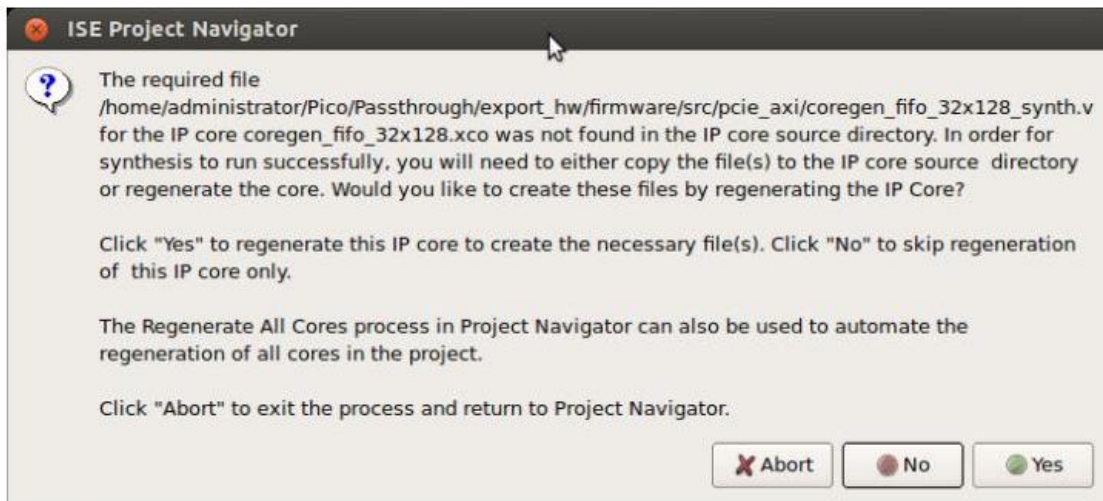 ISE Project Navigator
The required file
/home/administrator/Pico/Passthrough/export_hw/firmware/src/pcie_axi/coregen_fifo_32x128_synth.v
for the IP core coregen_fifo_32x128.xco was not found in the IP core source directory. In order for
synthesis to run successfully, you will need to either copy the file(s) to the IP core source  directory
or regenerate the core. Would you like to create these files by regenerating the IP Core?
Click "Yes" to regenerate this IP core to create the necessary file(s). Click "No" to skip regeneration
of  this IP core only.
The Regenerate All Cores process in Project Navigator can also be used to automate the
regeneration of all cores in the project.
Click "Abort" to exit the process and return to Project Navigator.
Abort No Yes